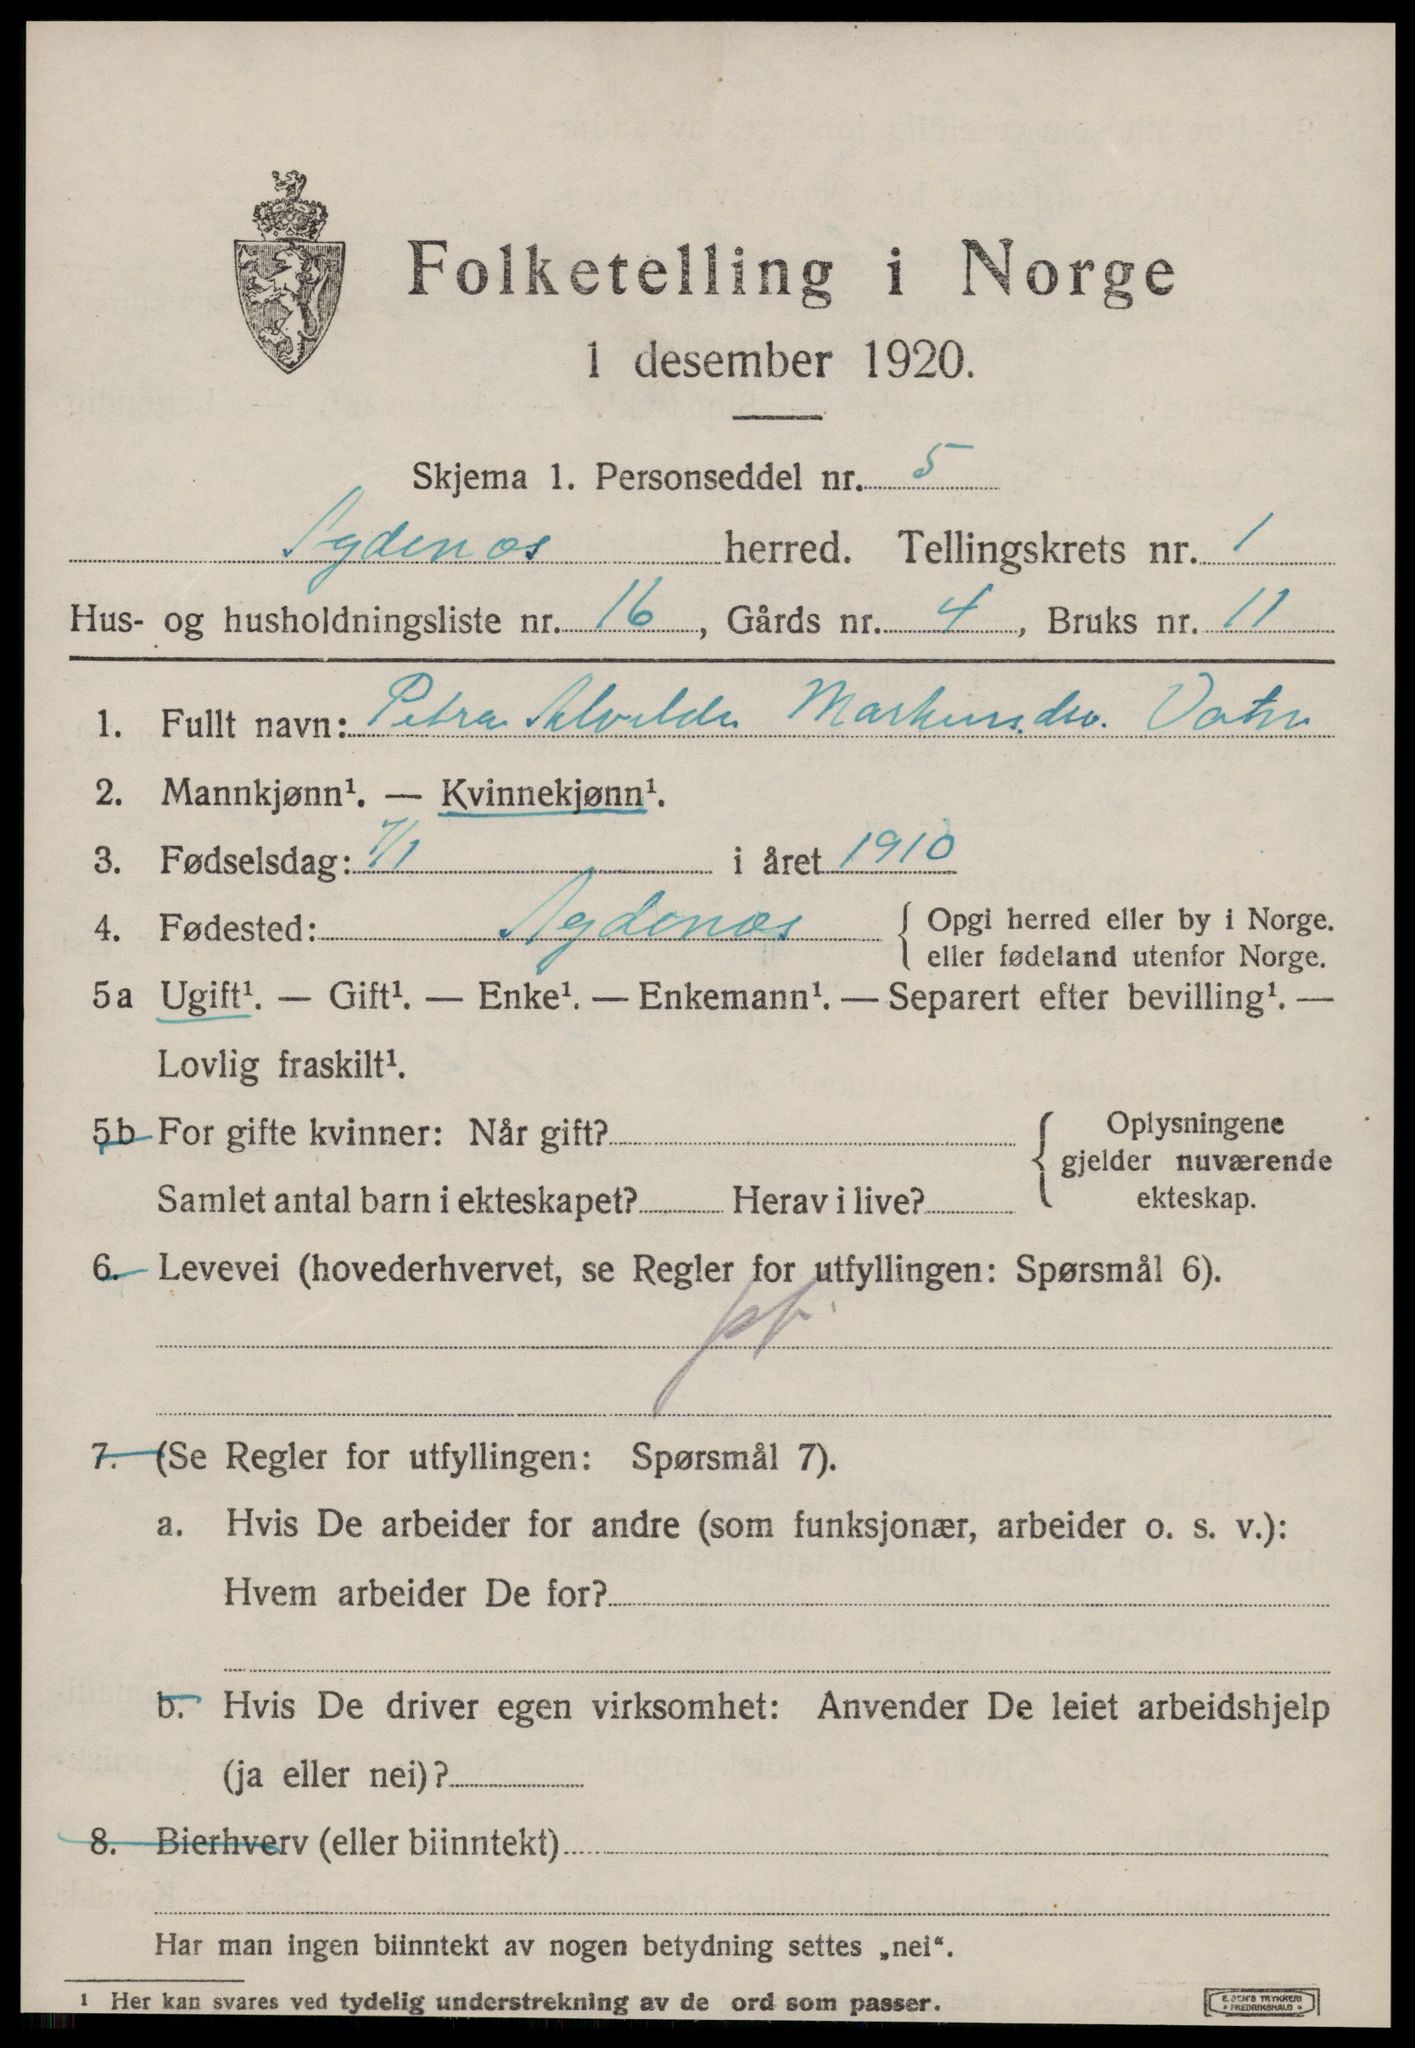 Folketelling i Norge
1 desember 1920.
Skjema 1. Personseddel nr. 5
Agdenæs herred. Tellingskrets nr. 1
Hus- og husholdningsliste nr. 16, Gårds nr. 4, Bruks nr. 11
1. Fullt navn: Petra Alvilde Markusdtr. Vatn
2. Mannkjønn¹. — Kvinnekjønn¹.
3. Fødselsdag: 7/1 i året 1910
4. Fødested: Agdenæs { Opgi herred eller by i Norge.
eller fødeland utenfor Norge.
5a Ugift¹. — Gift¹. — Enke¹. — Enkemann¹. — Separert efter bevilling¹. —
Lovlig fraskilt¹.
5b For gifte kvinner: Når gift?
Samlet antal barn i ekteskapet? Herav i live?
{ Oplysningene
gjelder nuværende
ekteskap.
6. Levevei (hovederhvervet, se Regler for utfyllingen: Spørsmål 6).
7. (Se Regler for utfyllingen: Spørsmål 7).
a. Hvis De arbeider for andre (som funksjonær, arbeider o. s. v.):
Hvem arbeider De for?
b. Hvis De driver egen virksomhet: Anvender De leiet arbeidshjelp
(ja eller nei)?
8. Bierhverv (eller biinntekt)
Har man ingen biinntekt av nogen betydning settes „nei“.
¹ Her kan svares ved tydelig understrekning av de ord som passer.
E. SEM'S TRYKKERI
* FREDRIKSHALD *